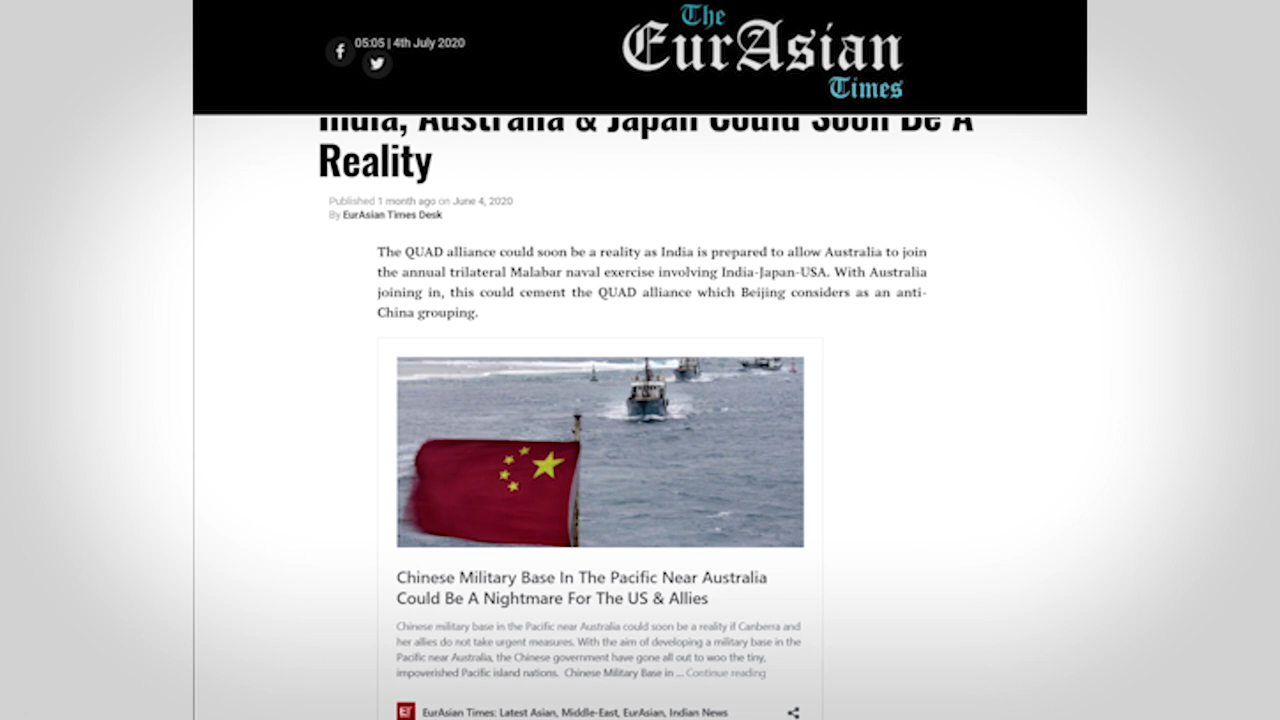 The
EurAsian
Times
05:05 | 4th July 2020
India, Australia & Japan Could Soon Be A
Reality
Published 1 month ago on June 4, 2020
By EurAsian Times Desk
The QUAD alliance could soon be a reality as India is prepared to allow Australia to join
the annual trilateral Malabar naval exercise involving India-Japan-USA. With Australia
joining in, this could cement the QUAD alliance which Beijing considers as an anti-
China grouping.
Chinese Military Base In The Pacific Near Australia
Could Be A Nightmare For The US & Allies
Chinese military base in the Pacific near Australia could soon be a reality if Canberra and
her allies do not take urgent measures. With the aim of developing a military base in the
Pacific near Australia, the Chinese government have gone all out to woo the tiny,
impoverished Pacific island nations. Chinese Military Base in ... Continue reading
ET EurAsian Times: Latest Asian, Middle-East, EurAsian, Indian News